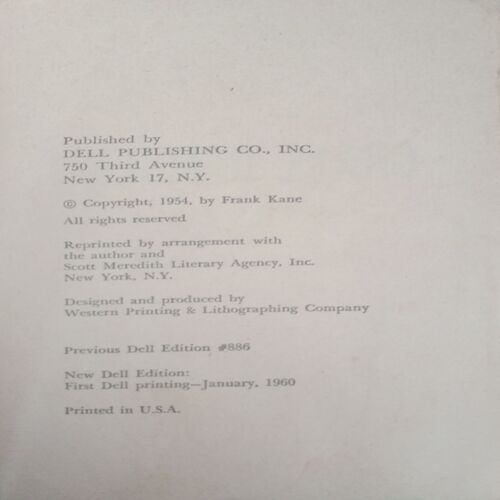 Published by
DELL PUBLISHING CO., INC.
750 Third Avenue
New York 17, N.Y.
© Copyright, 1954, by Frank Kane
All rights reserved
Reprinted by arrangement with
the author and
Scott Meredith Literary Agency, Inc.
New York, N.Y.
Designed and produced by
Western Printing & Lithographing Company
Previous Dell Edition #886
New Dell Edition:
First Dell printing—January, 1960
Printed in U.S.A.